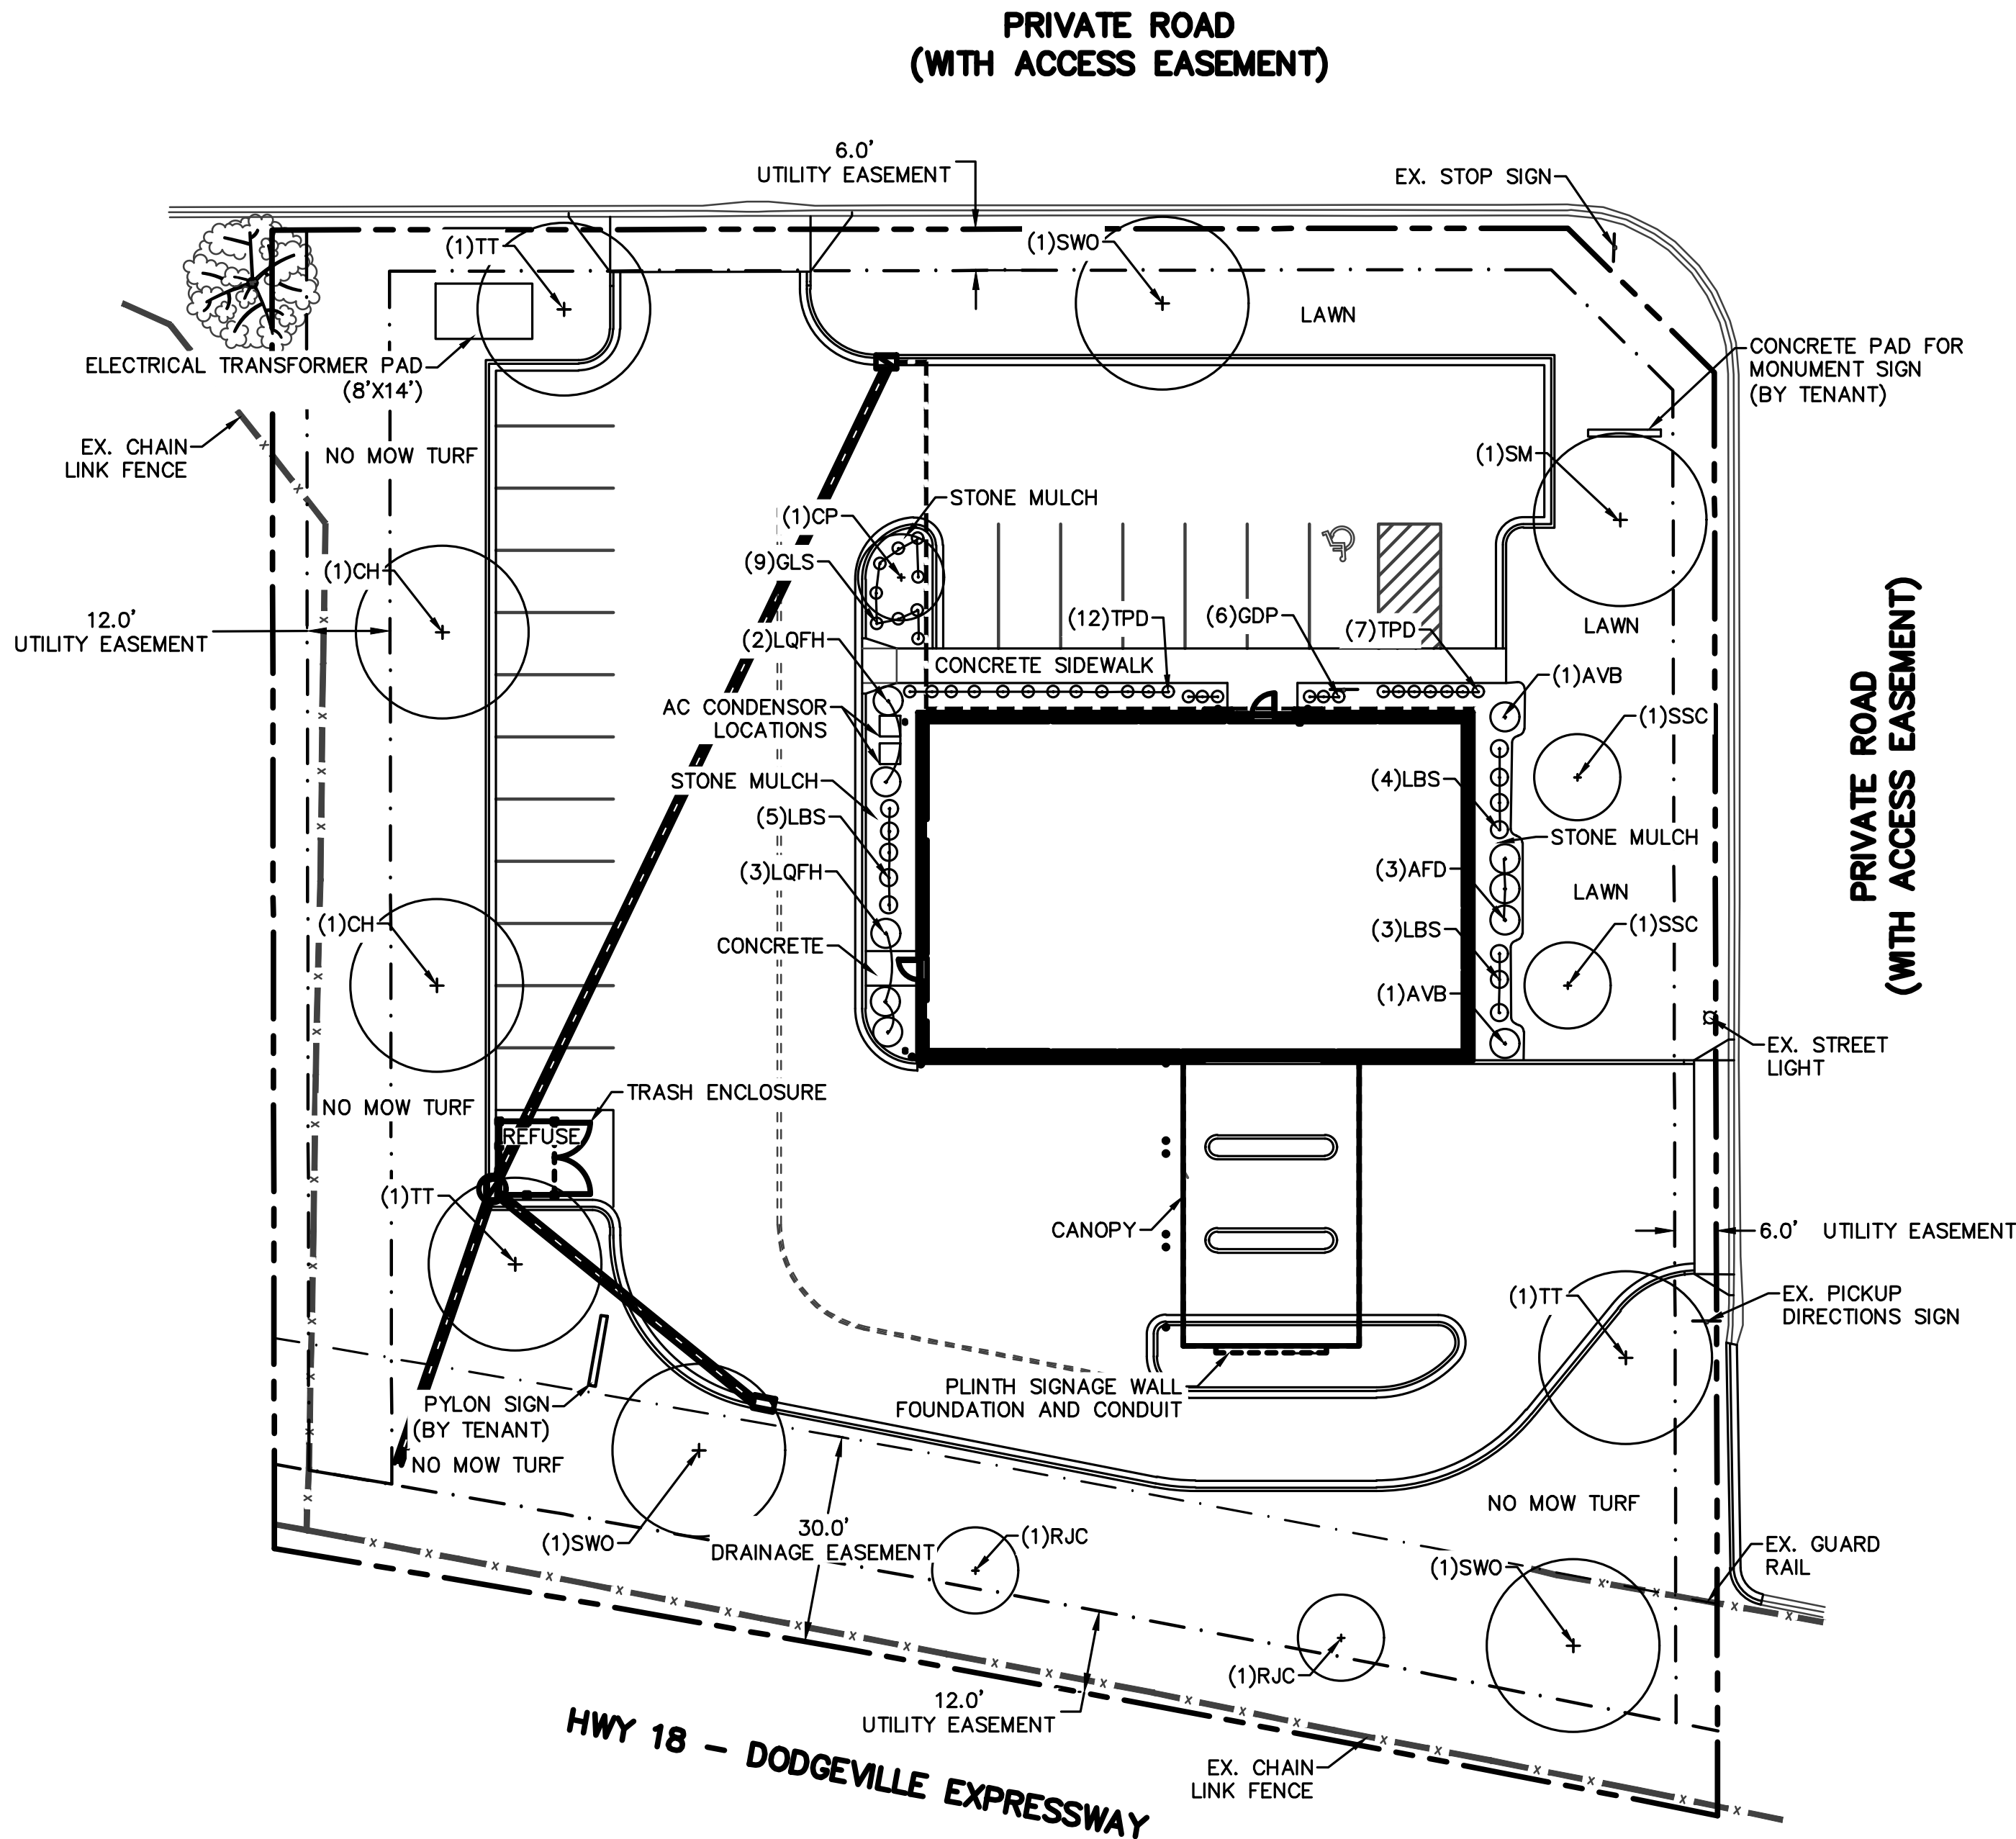 PRIVATE ROAD
(WITH ACCESS EASEMENT)
6.0'
UTILITY EASEMENT
EX. STOP SIGN
(1)TT
(1)SWO
LAWN
ELECTRICAL TRANSFORMER PAD
(8'X14')
CONCRETE PAD FOR
MONUMENT SIGN
(BY TENANT)
EX. CHAIN
LINK FENCE
NO MOW TURF
(1)SM
STONE MULCH
(1)CP
(9)GLS
(1)CH
12.0'
UTILITY EASEMENT
(2)LQFH
(12)TPD
(6)GDP
(7)TPD
LAWN
CONCRETE SIDEWALK
(1)AVB
AC CONDENSOR
LOCATIONS
(1)SSC
STONE MULCH
(4)LBS
(5)LBS
STONE MULCH
(3)LQFH
(3)AFD
LAWN
PRIVATE ROAD
(WITH ACCESS EASEMENT)
(1)CH
CONCRETE
(3)LBS
(1)SSC
(1)AVB
EX. STREET
LIGHT
NO MOW TURF
TRASH ENCLOSURE
REFUSE
(1)TT
CANOPY
6.0' UTILITY EASEMENT
(1)TT
EX. PICKUP
DIRECTIONS SIGN
PYLON SIGN
(BY TENANT)
PLINTH SIGNAGE WALL
FOUNDATION AND CONDUIT
NO MOW TURF
NO MOW TURF
(1)SWO
30.0'
DRAINAGE EASEMENT
(1)RJC
(1)SWO
EX. GUARD
RAIL
(1)RJC
12.0'
UTILITY EASEMENT
EX. CHAIN
LINK FENCE
HWY 18 - DODGEVILLE EXPRESSWAY